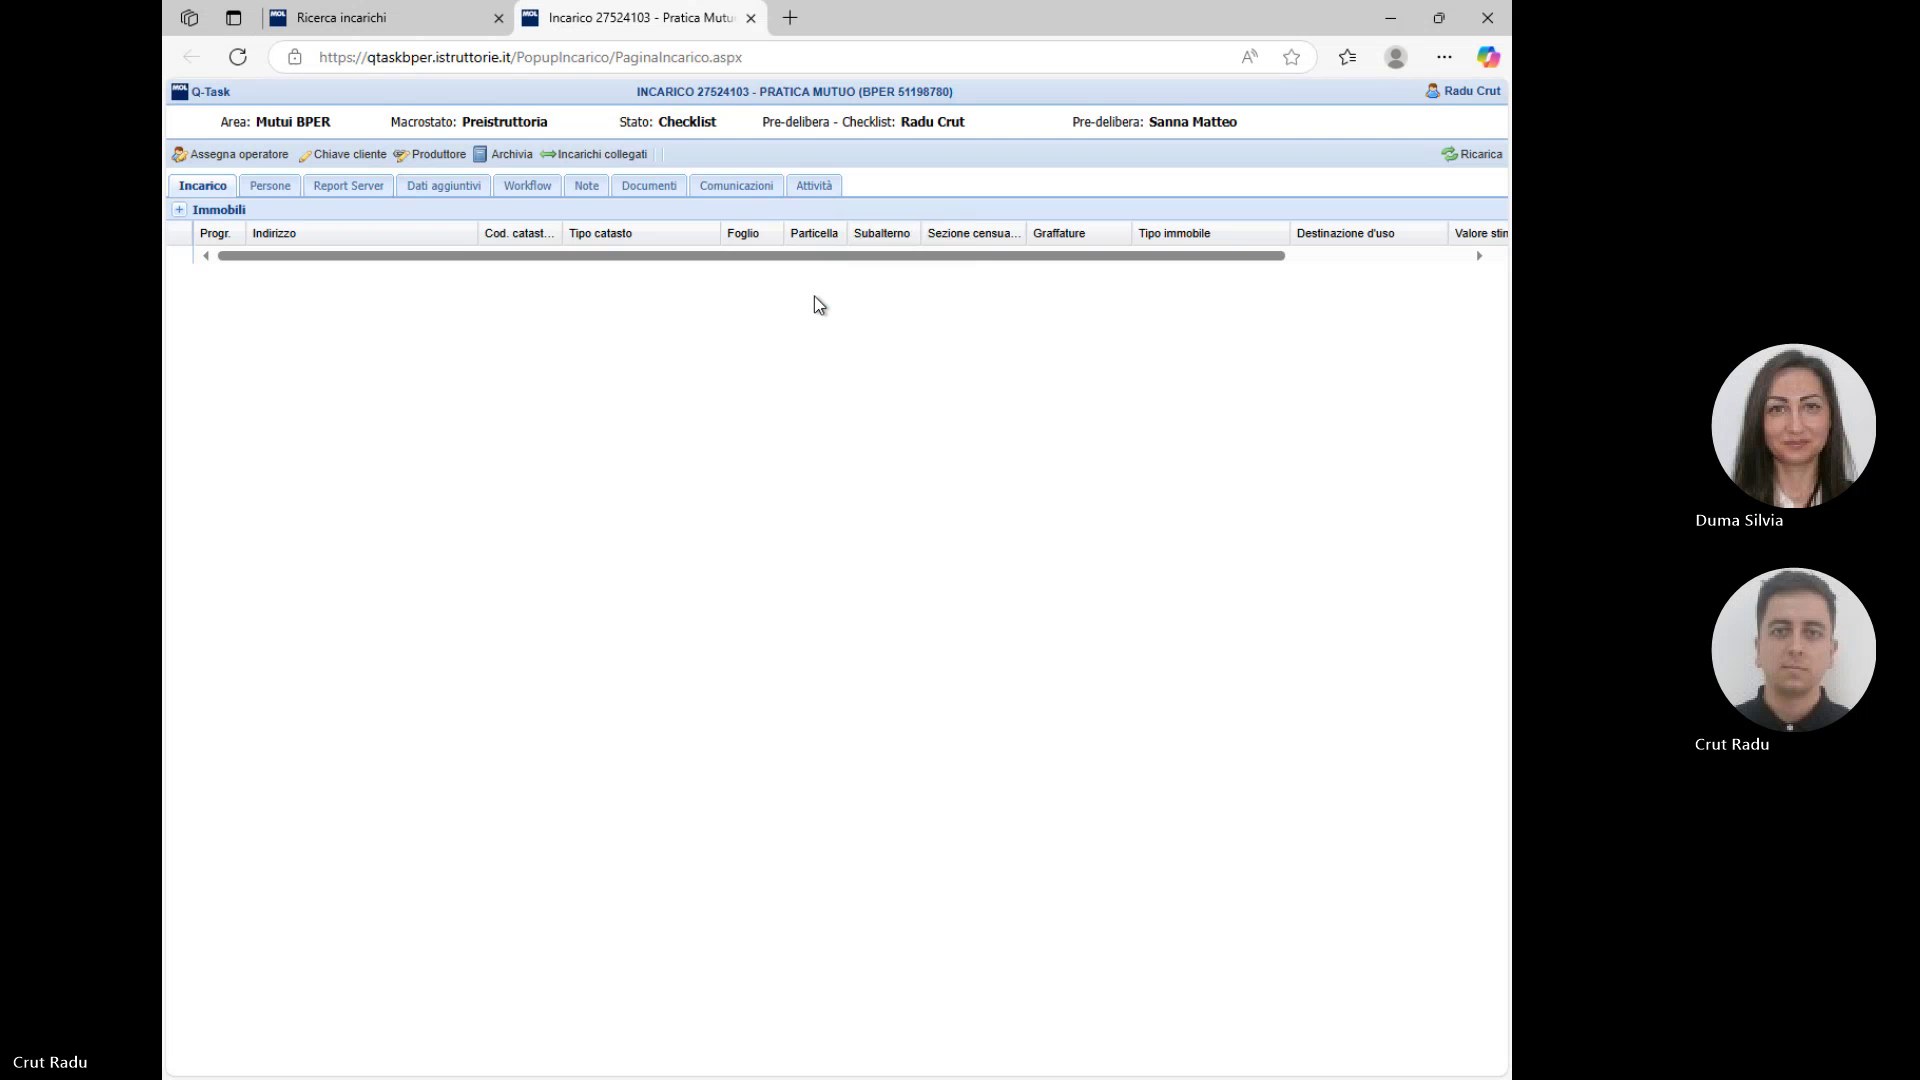 MOL Ricerca incarichi
MOL Incarico 27524103 - Pratica Mutu
https://qtaskbper.istruttorie.it/PopupIncarico/PaginaIncarico.aspx
MOL Q-Task
INCARICO 27524103 - PRATICA MUTUO (BPER 51198780)
Radu Crut
Area: Mutui BPER
Macrostato: Preistruttoria
Stato: Checklist
Pre-delibera - Checklist: Radu Crut
Pre-delibera: Sanna Matteo
Assegna operatore
Chiave cliente
Produttore
Archivia
Incarichi collegati
Ricarica
Incarico
Persone
Report Server
Dati aggiuntivi
Workflow
Note
Documenti
Comunicazioni
Attività
Immobili
Progr.
Indirizzo
Cod. catast...
Tipo catasto
Foglio
Particella
Subalterno
Sezione censua...
Graffature
Tipo immobile
Destinazione d'uso
Valore stin
Duma Silvia
Crut Radu
Crut Radu